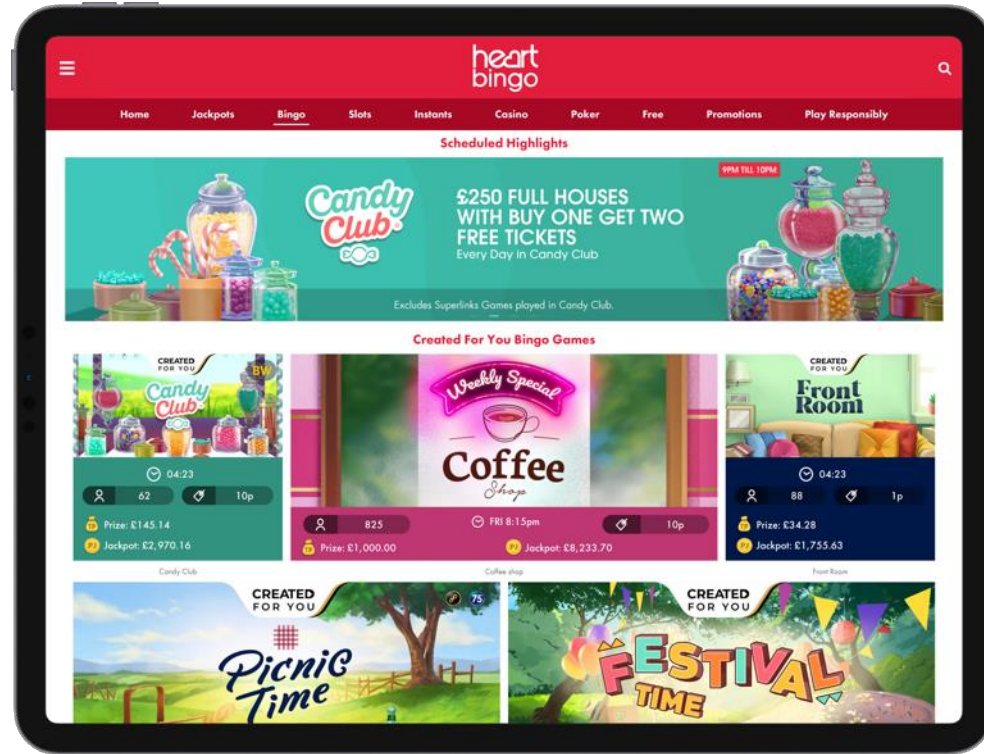 heart
bingo
Home Jackpots Bingo Slots Instants Casino Poker Free Promotions Play Responsibly
Scheduled Highlights
9PM TILL 10PM
Candy
Club
£250 FULL HOUSES
WITH BUY ONE GET TWO
FREE TICKETS
Every Day in Candy Club
Excludes Superlinks Games played in Candy Club.
Created For You Bingo Games
CREATED
FOR YOU
BW
Candy
Club
04:23
62 10p
TP Prize: £145.14
PJ Jackpot: £2,970.16
Candy Club
Weekly Special
Coffee
Shop
825 FRI 8:15pm 10p
TP Prize: £1,000.00 PJ Jackpot: £8,233.70
Coffee shop
CREATED
FOR YOU
Front
Room
04:23
88 1p
TP Prize: £34.28
PJ Jackpot: £1,755.63
Front Room
CREATED
FOR YOU
75
Picnic
Time
CREATED
FOR YOU
FESTIVAL
TIME